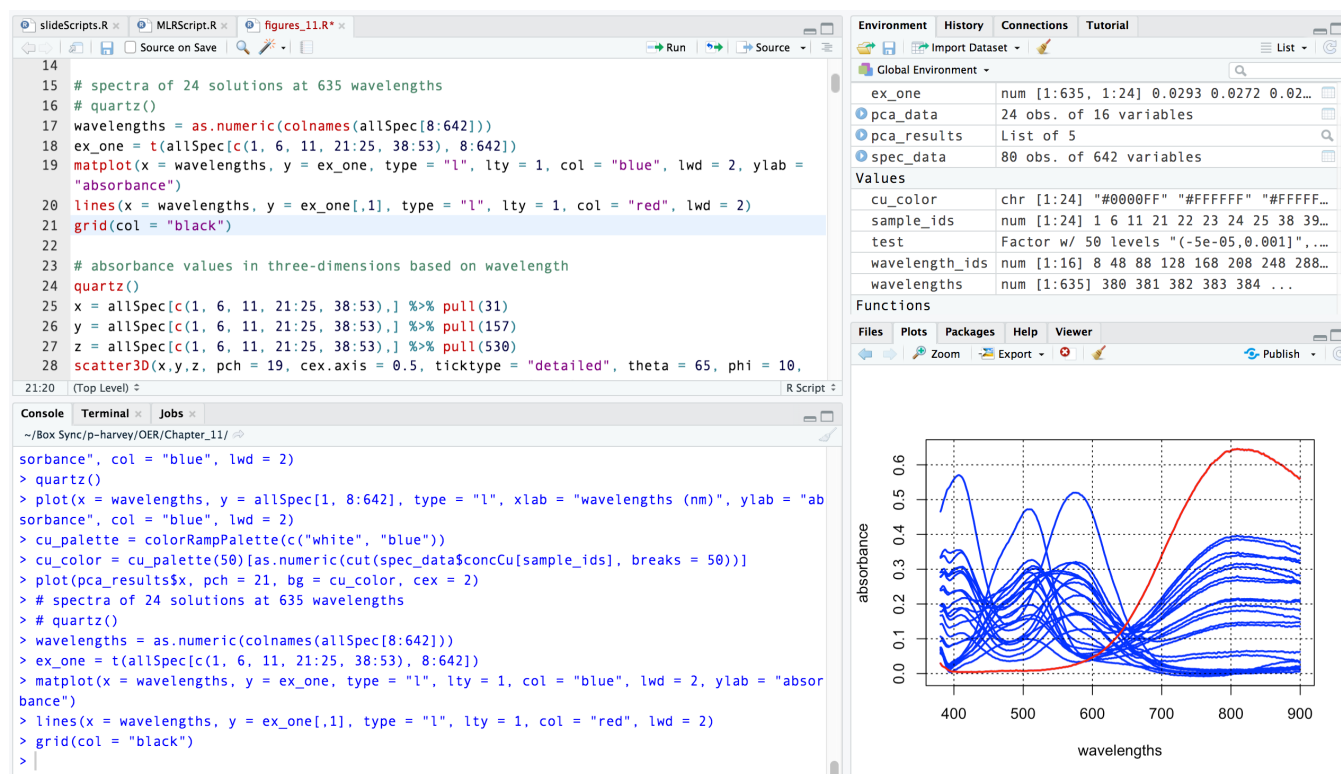 slideScripts.R × MLRScript.R × figures_11.R* ×
Source on Save Run Source
14
15 # spectra of 24 solutions at 635 wavelengths
16 # quartz()
17 wavelengths = as.numeric(colnames(allSpec[8:642]))
18 ex_one = t(allSpec[c(1, 6, 11, 21:25, 38:53), 8:642])
19 matplot(x = wavelengths, y = ex_one, type = "l", lty = 1, col = "blue", lwd = 2, ylab =
"absorbance")
20 lines(x = wavelengths, y = ex_one[,1], type = "l", lty = 1, col = "red", lwd = 2)
21 grid(col = "black")
22
23 # absorbance values in three-dimensions based on wavelength
24 quartz()
25 x = allSpec[c(1, 6, 11, 21:25, 38:53),] %>% pull(31)
26 y = allSpec[c(1, 6, 11, 21:25, 38:53),] %>% pull(157)
27 z = allSpec[c(1, 6, 11, 21:25, 38:53),] %>% pull(530)
28 scatter3D(x,y,z, pch = 19, cex.axis = 0.5, ticktype = "detailed", theta = 65, phi = 10,
21:20 (Top Level) R Script
Console Terminal × Jobs ×
~/Box Sync/p-harvey/OER/Chapter_11/
sorbance", col = "blue", lwd = 2)
> quartz()
> plot(x = wavelengths, y = allSpec[1, 8:642], type = "l", xlab = "wavelengths (nm)", ylab = "ab
sorbance", col = "blue", lwd = 2)
> cu_palette = colorRampPalette(c("white", "blue"))
> cu_color = cu_palette(50)[as.numeric(cut(spec_data$concCu[sample_ids], breaks = 50))]
> plot(pca_results$x, pch = 21, bg = cu_color, cex = 2)
> # spectra of 24 solutions at 635 wavelengths
> # quartz()
> wavelengths = as.numeric(colnames(allSpec[8:642]))
> ex_one = t(allSpec[c(1, 6, 11, 21:25, 38:53), 8:642])
> matplot(x = wavelengths, y = ex_one, type = "l", lty = 1, col = "blue", lwd = 2, ylab = "absor
bance")
> lines(x = wavelengths, y = ex_one[,1], type = "l", lty = 1, col = "red", lwd = 2)
> grid(col = "black")
>
Environment History Connections Tutorial
Import Dataset List
Global Environment
ex_one num [1:635, 1:24] 0.0293 0.0272 0.02…
pca_data 24 obs. of 16 variables
pca_results List of 5
spec_data 80 obs. of 642 variables
Values
cu_color chr [1:24] "#0000FF" "#FFFFFF" "#FFFFF…
sample_ids num [1:24] 1 6 11 21 22 23 24 25 38 39…
test Factor w/ 50 levels "(-5e-05,0.001]",..…
wavelength_ids num [1:16] 8 48 88 128 168 208 248 288…
wavelengths num [1:635] 380 381 382 383 384 ...
Functions
Files Plots Packages Help Viewer
Zoom Export Publish
absorbance
0.6
0.5
0.4
0.3
0.2
0.1
0.0
400 500 600 700 800 900
wavelengths